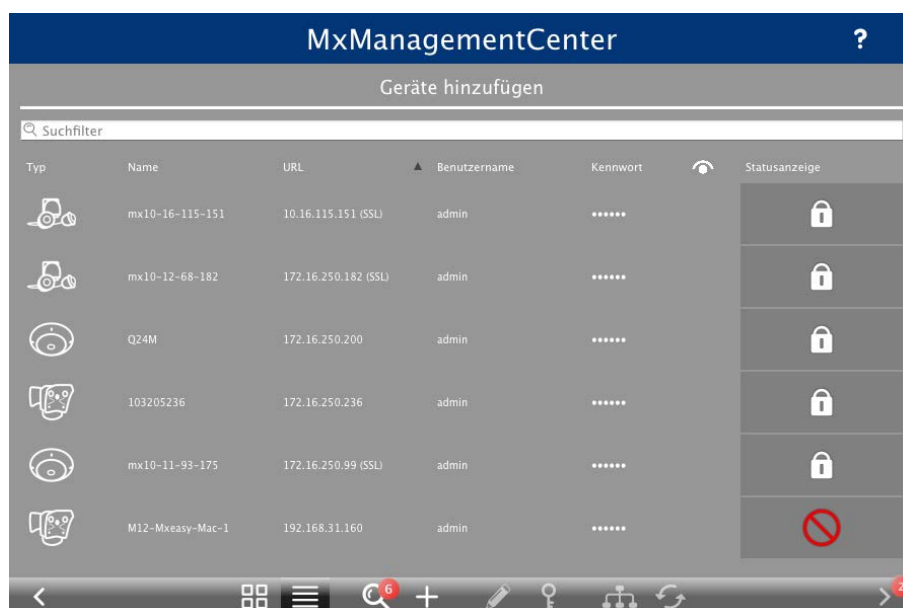 MxManagementCenter ?
Geräte hinzufügen
Suchfilter
Typ Name URL Benutzername Kennwort Statusanzeige
mx10-16-115-151 10.16.115.151 (SSL) admin ••••••
mx10-12-68-182 172.16.250.182 (SSL) admin ••••••
Q24M 172.16.250.200 admin ••••••
103205236 172.16.250.236 admin ••••••
mx10-11-93-175 172.16.250.99 (SSL) admin ••••••
M12-Mxeasy-Mac-1 192.168.31.160 admin ••••••
6 2